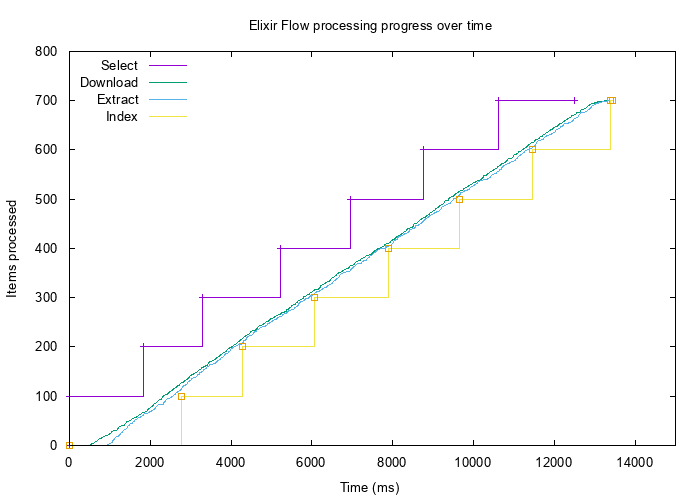 Elixir Flow processing progress over time
800
700
600
500
400
300
200
100
0
Items processed
Select
Download
Extract
Index
0 2000 4000 6000 8000 10000 12000 14000
Time (ms)